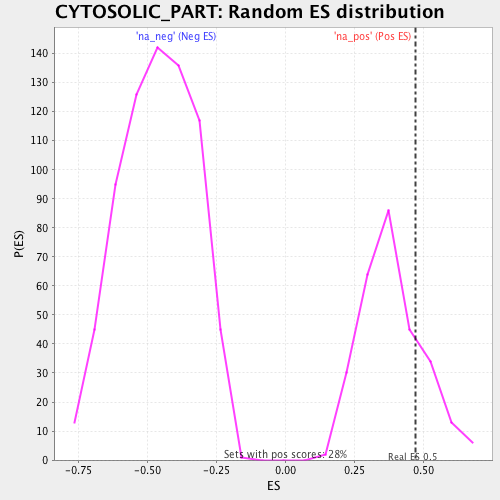 CYTOSOLIC_PART: Random ES distribution
'na_neg' (Neg ES) 'na_pos' (Pos ES)
140
130
120
110
100
90
80
70
60
50
40
30
20
10
0
P(ES)
Sets with pos scores: 28%
Real ES 0.5
-0.75 -0.50 -0.25 0.00 0.25 0.50
ES